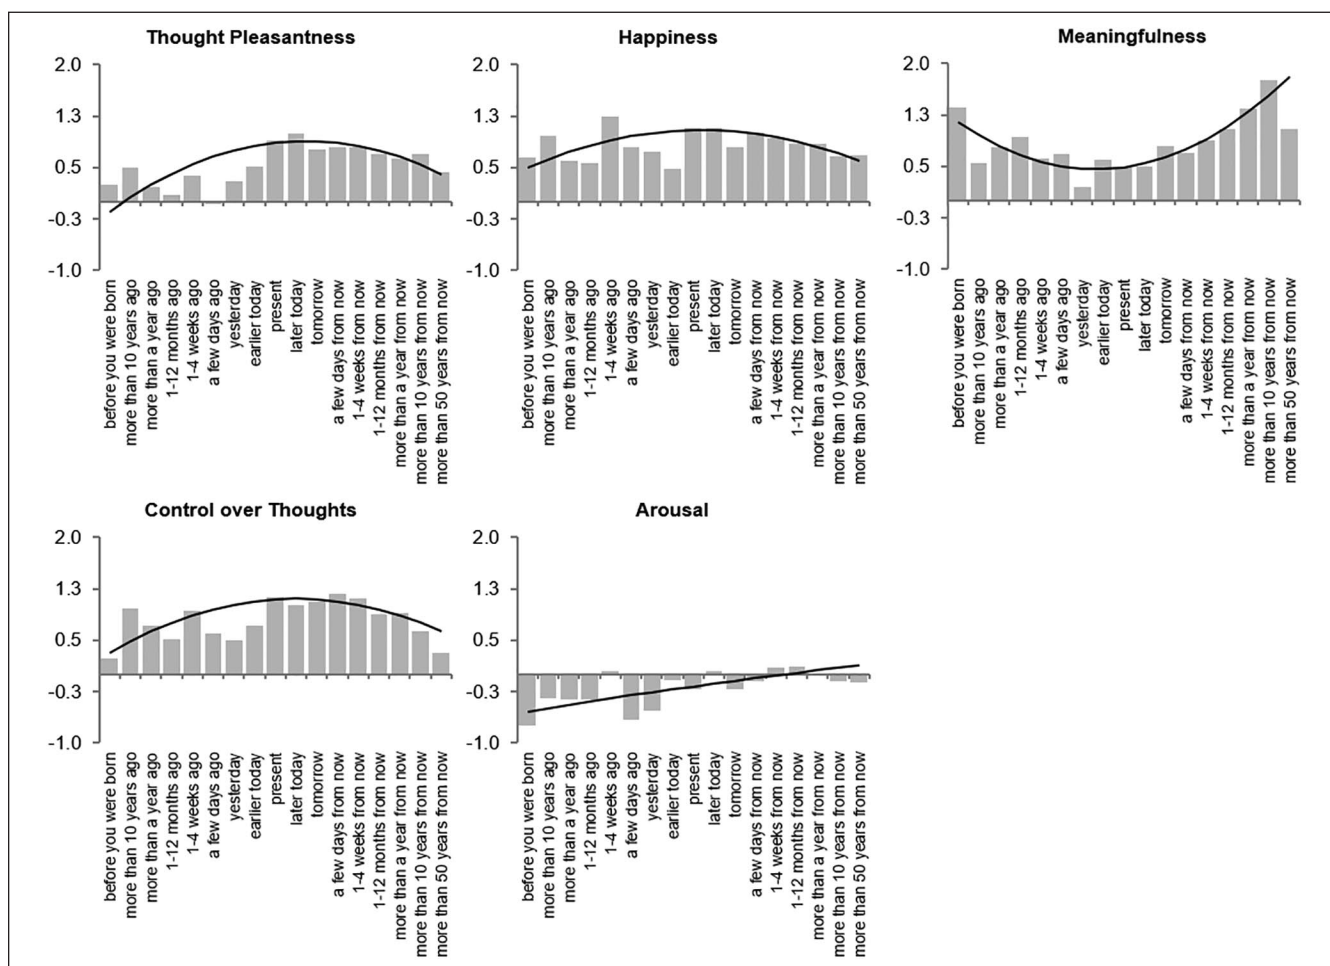 Thought Pleasantness
2.0
1.3
0.5
-0.3
-1.0
before you were born
more than 10 years ago
more than a year ago
1-12 months ago
1-4 weeks ago
a few days ago
yesterday
earlier today
present
later today
tomorrow
a few days from now
1-4 weeks from now
1-12 months from now
more than a year from now
more than 10 years from now
more than 50 years from now
Happiness
2.0
1.3
0.5
-0.3
-1.0
before you were born
more than 10 years ago
more than a year ago
1-12 months ago
1-4 weeks ago
a few days ago
yesterday
earlier today
present
later today
tomorrow
a few days from now
1-4 weeks from now
1-12 months from now
more than a year from now
more than 10 years from now
more than 50 years from now
Meaningfulness
2.0
1.3
0.5
-0.3
-1.0
before you were born
more than 10 years ago
more than a year ago
1-12 months ago
1-4 weeks ago
a few days ago
yesterday
earlier today
present
later today
tomorrow
a few days from now
1-4 weeks from now
1-12 months from now
more than a year from now
more than 10 years from now
more than 50 years from now
Control over Thoughts
2.0
1.3
0.5
-0.3
-1.0
before you were born
more than 10 years ago
more than a year ago
1-12 months ago
1-4 weeks ago
a few days ago
yesterday
earlier today
present
later today
tomorrow
a few days from now
1-4 weeks from now
1-12 months from now
more than a year from now
more than 10 years from now
more than 50 years from now
Arousal
2.0
1.3
0.5
-0.3
-1.0
before you were born
more than 10 years ago
more than a year ago
1-12 months ago
1-4 weeks ago
a few days ago
yesterday
earlier today
present
later today
tomorrow
a few days from now
1-4 weeks from now
1-12 months from now
more than a year from now
more than 10 years from now
more than 50 years from now